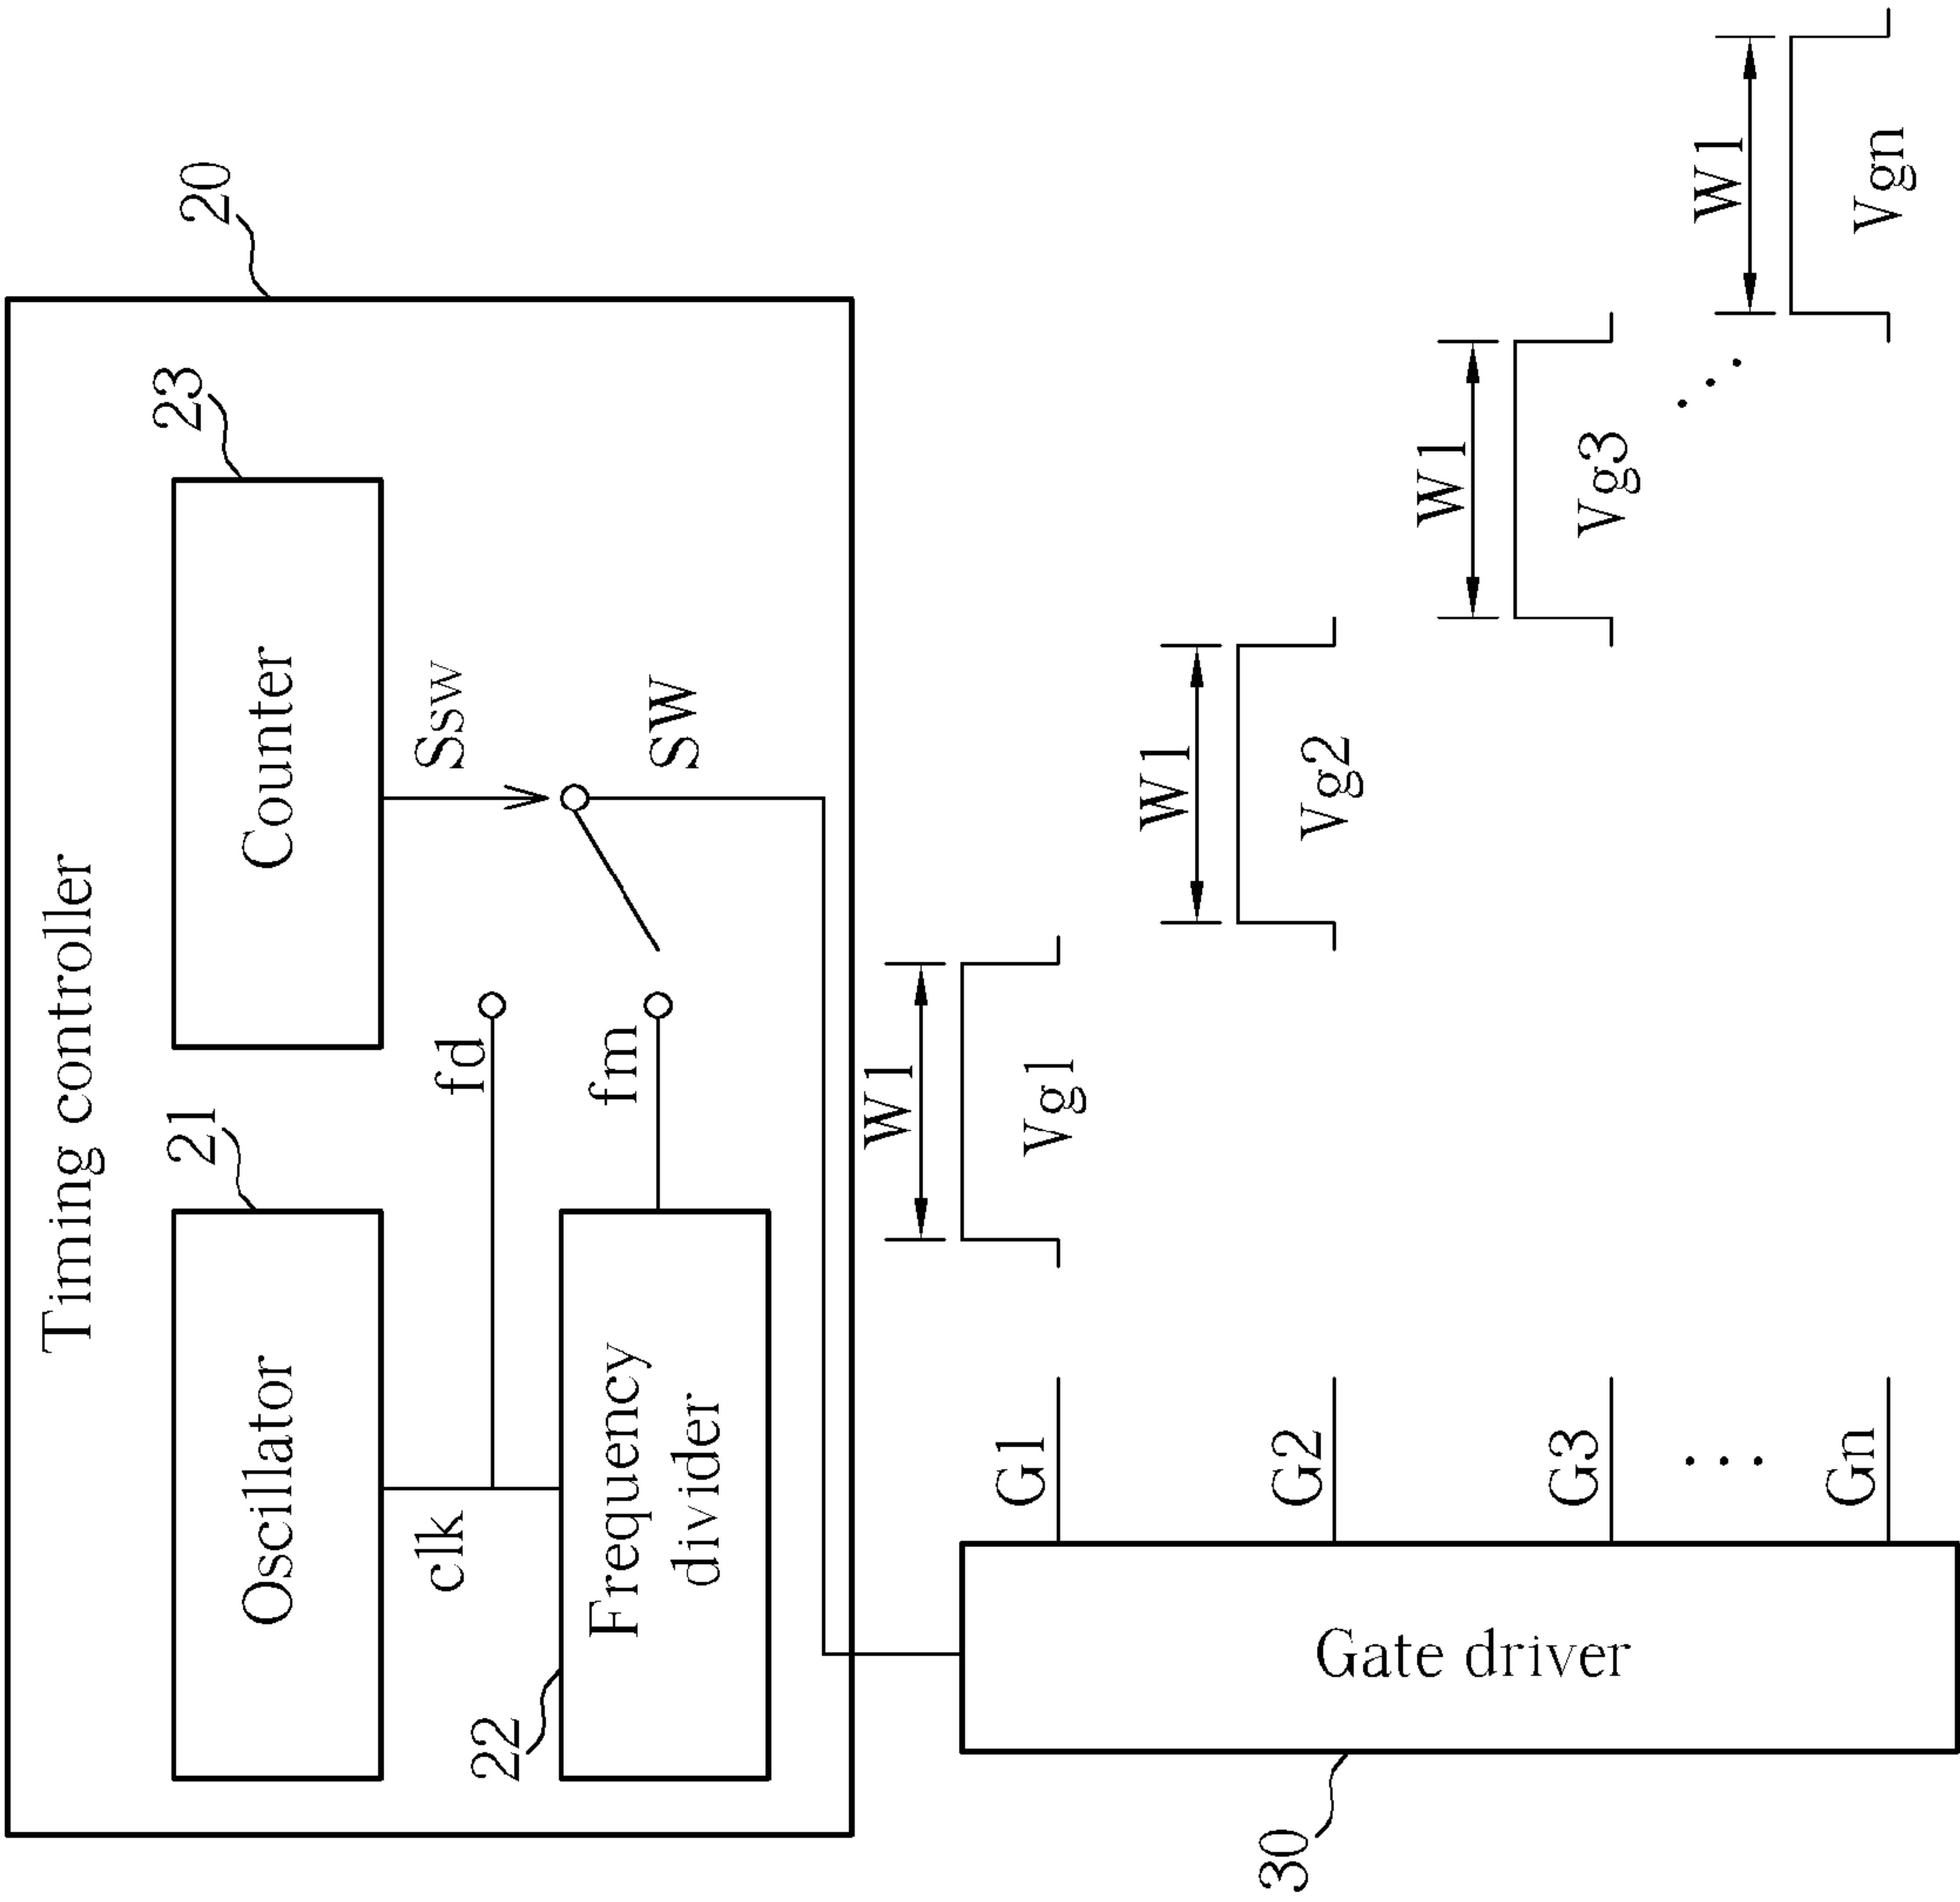 Timing controller
20
Oscillator
21
Counter
23
clk
fd
Ssw
SW
Frequency
divider
22
fm
Gate driver
30
G1
W1
Vg1
G2
W1
Vg2
G3
W1
Vg3
Gn
W1
Vgn